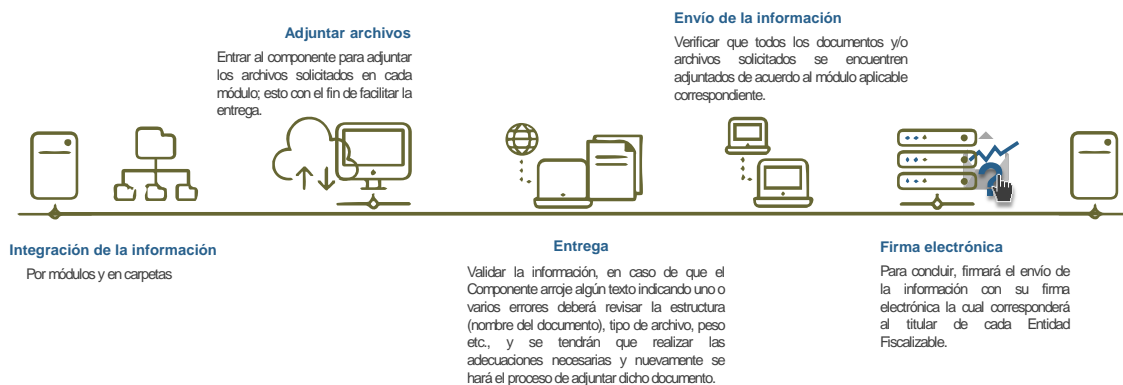 Integración de la información
Por módulos y en carpetas
Adjuntar archivos
Entrar al componente para adjuntar
los archivos solicitados en cada
módulo; esto con el fin de facilitar la
entrega.
Entrega
Validar la información, en caso de que el
Componente arroje algún texto indicando uno o
varios errores deberá revisar la estructura
(nombre del documento), tipo de archivo, peso
etc., y se tendrán que realizar las
adecuaciones necesarias y nuevamente se
hará el proceso de adjuntar dicho documento.
Envío de la información
Verificar que todos los documentos y/o
archivos solicitados se encuentren
adjuntados de acuerdo al módulo aplicable
correspondiente.
Firma electrónica
Para concluir, firmará el envío de
la información con su firma
electrónica la cual corresponderá
al titular de cada Entidad
Fiscalizable.